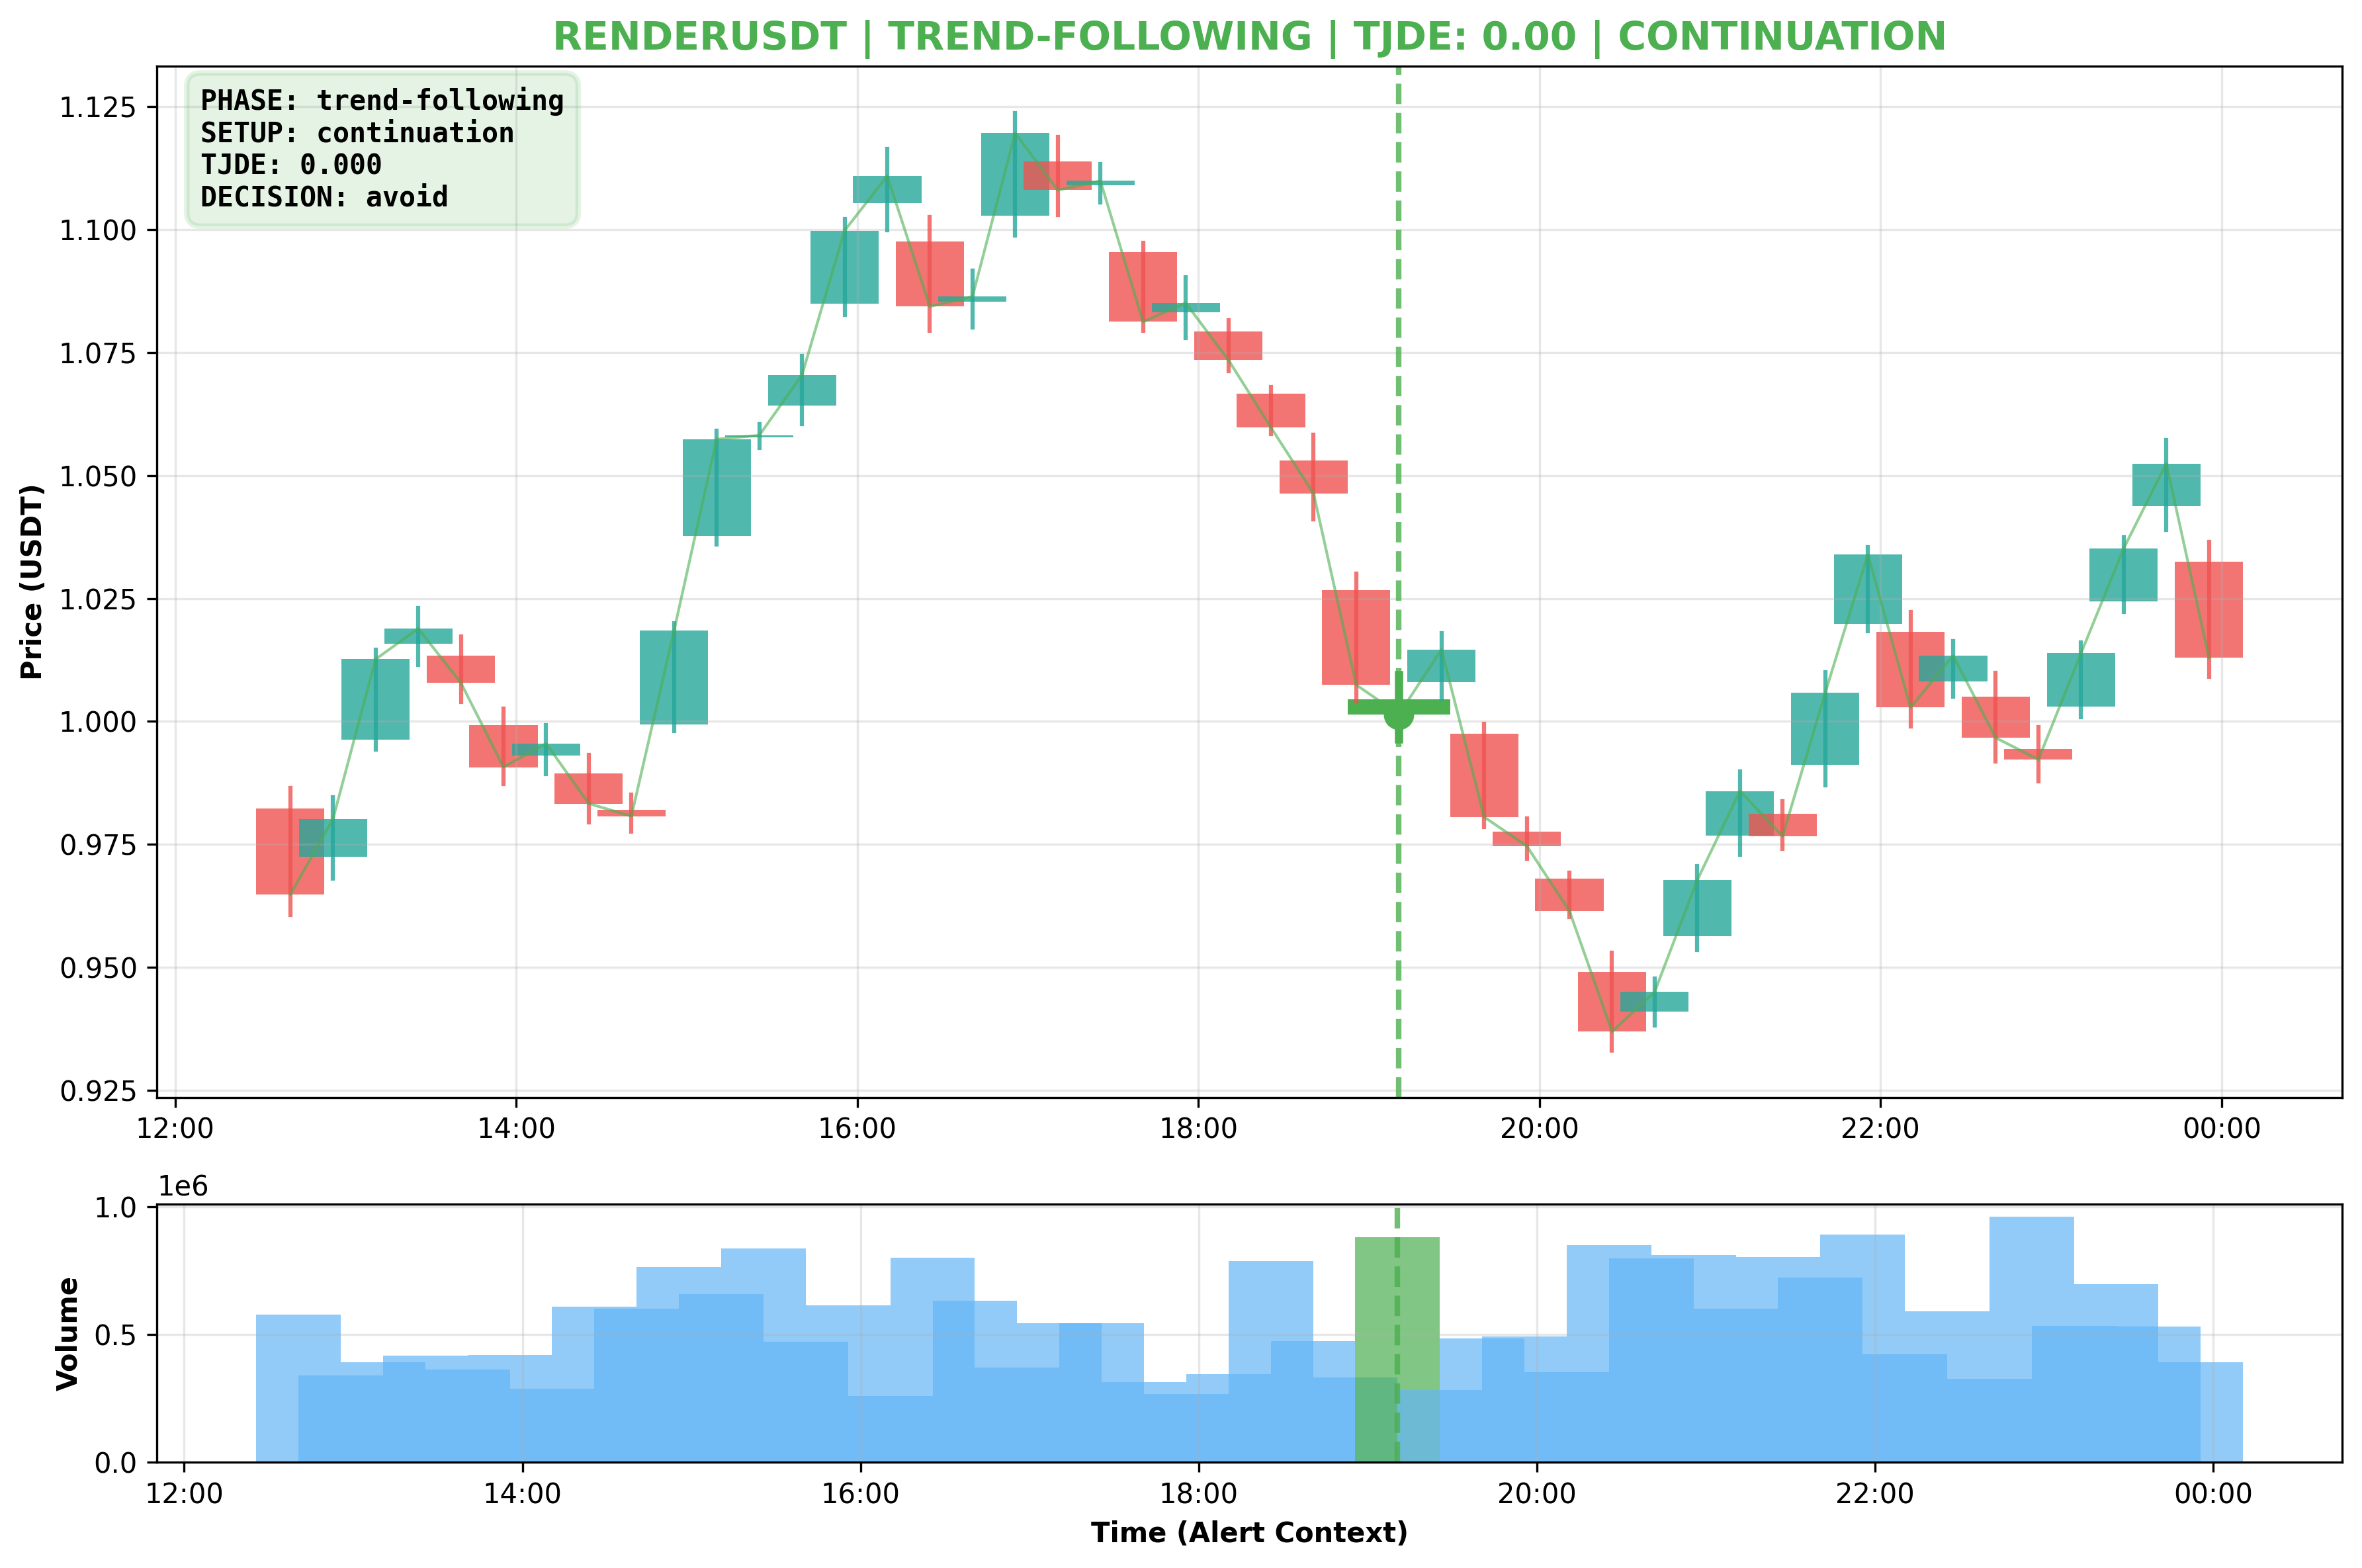 RENDERUSDT | TREND-FOLLOWING | TJDE: 0.00 | CONTINUATION
PHASE: trend-following
SETUP: continuation
TJDE: 0.000
DECISION: avoid
Price (USDT)
1.125
1.100
1.075
1.050
1.025
1.000
0.975
0.950
0.925
12:00 14:00 16:00 18:00 20:00 22:00 00:00
1e6
Volume
1.0
0.5
0.0
12:00 14:00 16:00 18:00 20:00 22:00 00:00
Time (Alert Context)